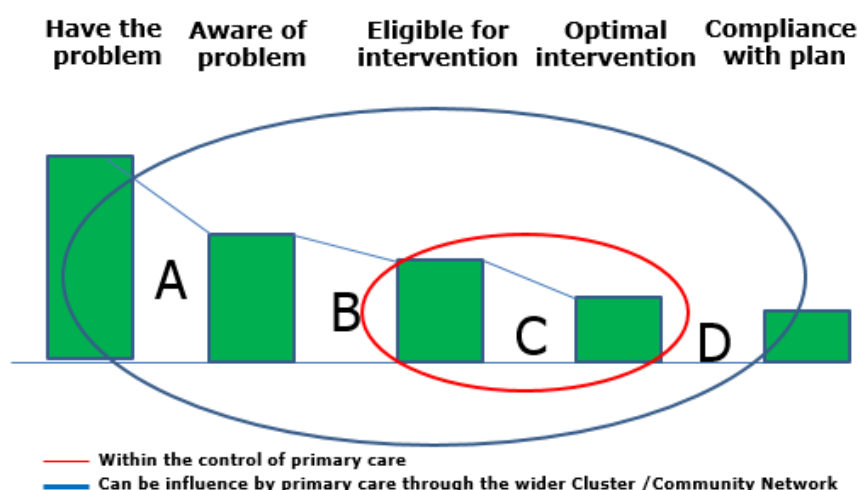 Have the
problem
Aware of
problem
Eligible for
intervention
Optimal
intervention
Compliance
with plan
A
B
C
D
Within the control of primary care
Can be influence by primary care through the wider Cluster /Community Network